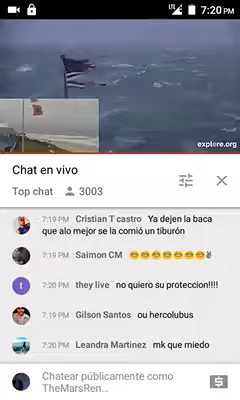 LTE 7:20 PM
explore.org
Chat en vivo
Top chat 3003
7:19 PM Cristian T castro Ya dejen la baca
que alo mejor se la comió un tiburón
7:19 PM Saimon CM 😁😁😁😁😁😁✌
t 7:20 PM they live no quiero su proteccion!!!!
7:19 PM Gilson Santos ou hercolubus
7:20 PM Leandra Martinez mk que miedo
Chatear públicamente como
TheMarsRen...
$